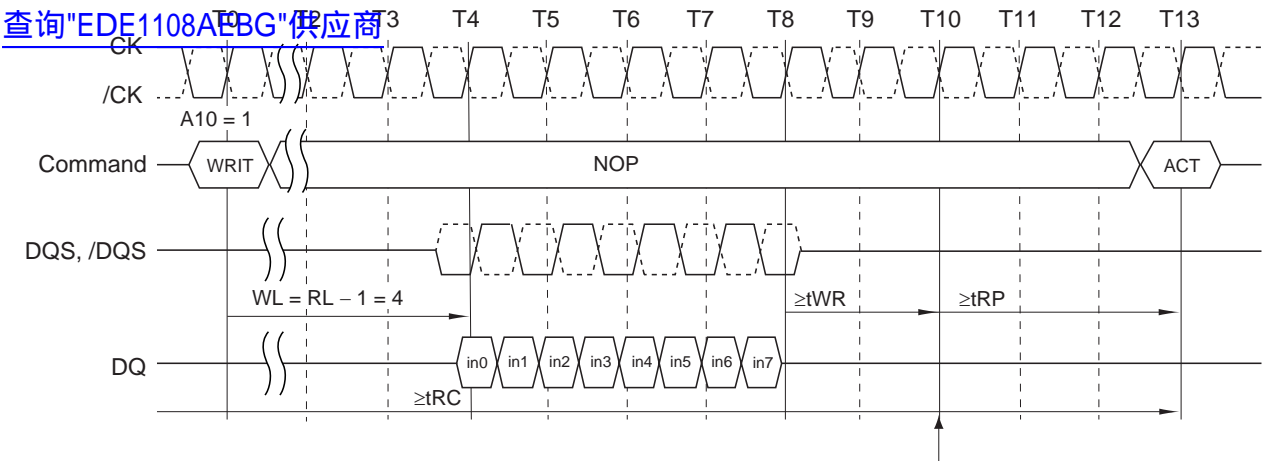 查询"EDE1108AEBG"供应商
T0 T2 T3 T4 T5 T6 T7 T8 T9 T10 T11 T12 T13
CK
/CK
A10 = 1
Command WRIT NOP ACT
DQS, /DQS
WL = RL − 1 = 4 ≥tWR ≥tRP
DQ in0 in1 in2 in3 in4 in5 in6 in7
≥tRC